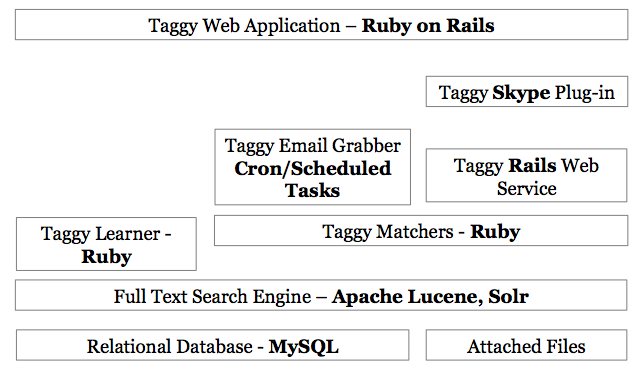 Taggy Web Application – Ruby on Rails
Taggy Skype Plug-in
Taggy Email Grabber
Cron/Scheduled
Tasks
Taggy Rails Web
Service
Taggy Learner -
Ruby
Taggy Matchers - Ruby
Full Text Search Engine – Apache Lucene, Solr
Relational Database - MySQL
Attached Files